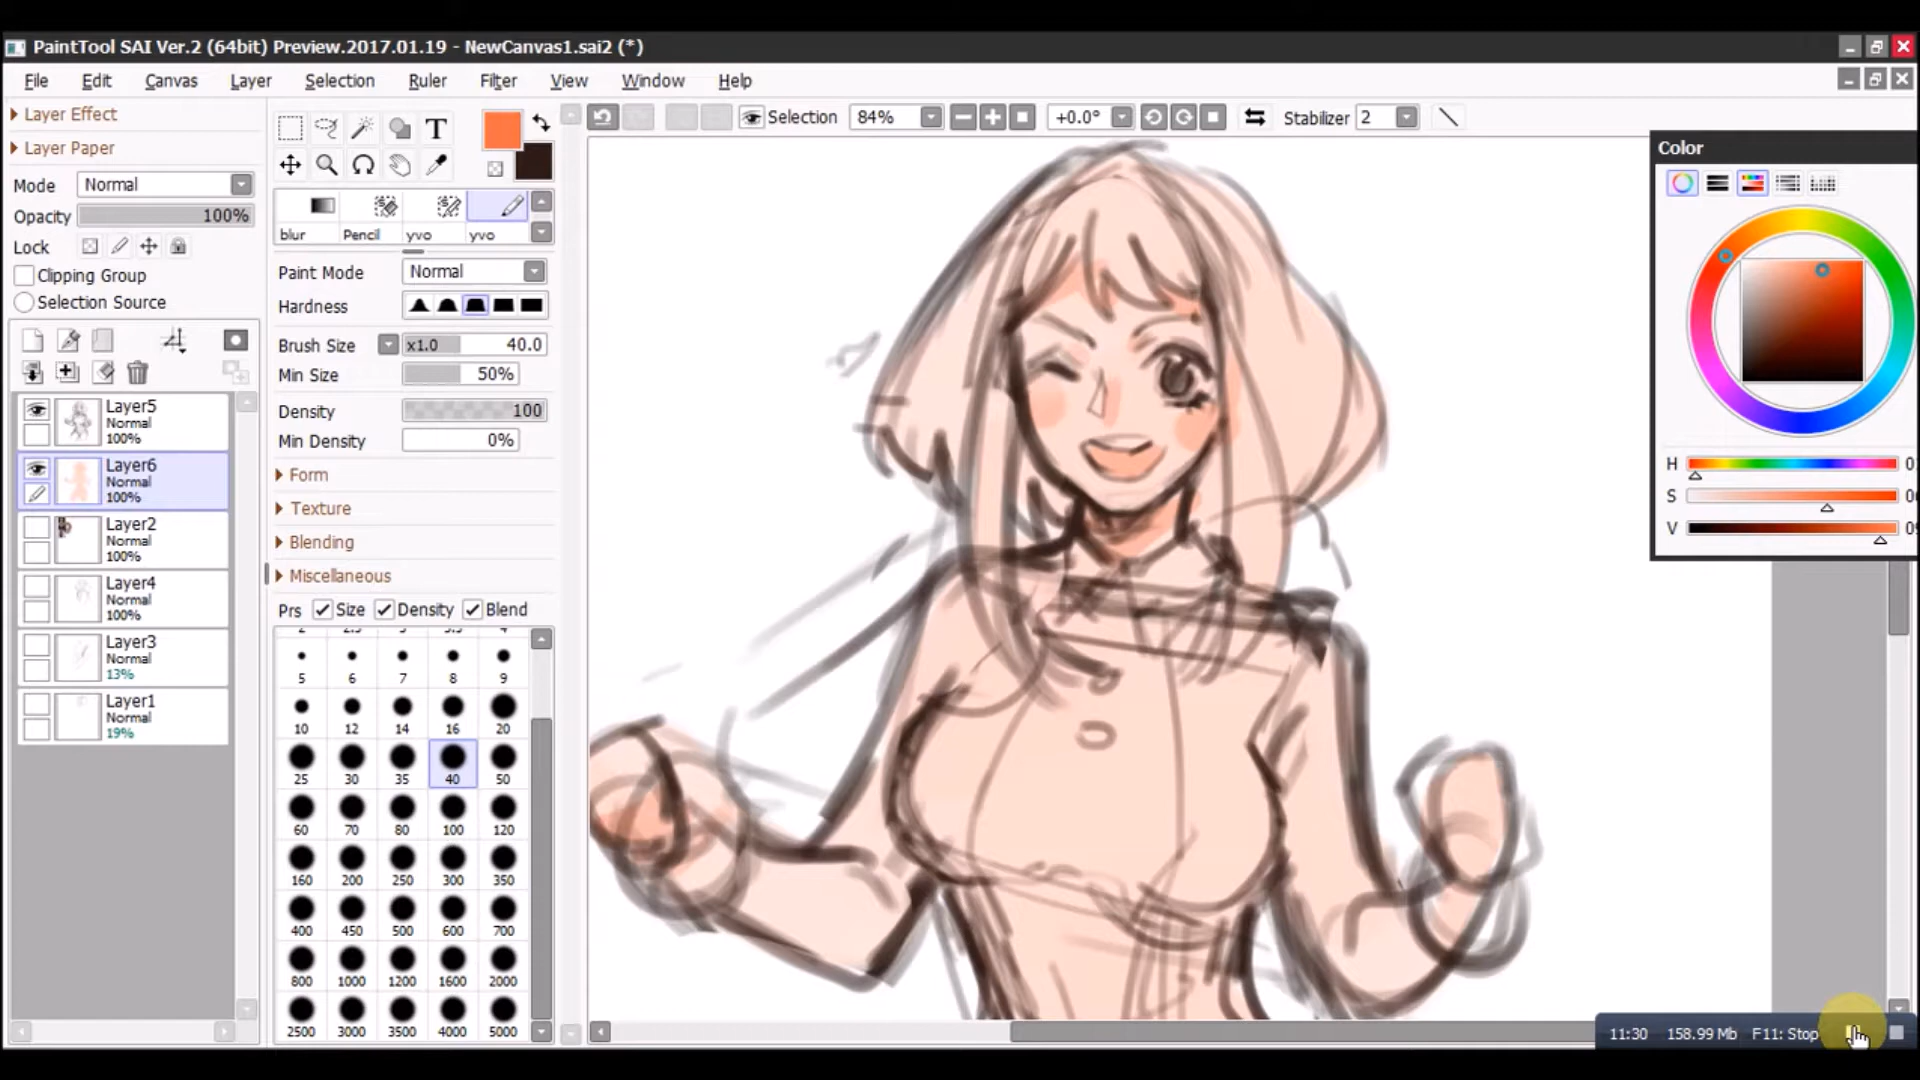 PaintTool SAI Ver.2 (64bit) Preview.2017.01.19 - NewCanvas1.sai2 (*)
File Edit Canvas Layer Selection Ruler Filter View Window Help
Layer Effect
Layer Paper
Mode Normal
Opacity 100%
Lock
Clipping Group
Selection Source
Layer5
Normal
100%
Layer6
Normal
100%
Layer2
Normal
100%
Layer4
Normal
100%
Layer3
Normal
13%
Layer1
Normal
19%
T
blur Pencil yvo yvo
Paint Mode Normal
Hardness
Brush Size x1.0 40.0
Min Size 50%
Density 100
Min Density 0%
Form
Texture
Blending
Miscellaneous
Prs Size Density Blend
5 6 7 8 9
10 12 14 16 20
25 30 35 40 50
60 70 80 100 120
160 200 250 300 350
400 450 500 600 700
800 1000 1200 1600 2000
2500 3000 3500 4000 5000
Selection 84% +0.0° Stabilizer 2
Color
H
S
V
11:30 158.99 Mb F11: Stop